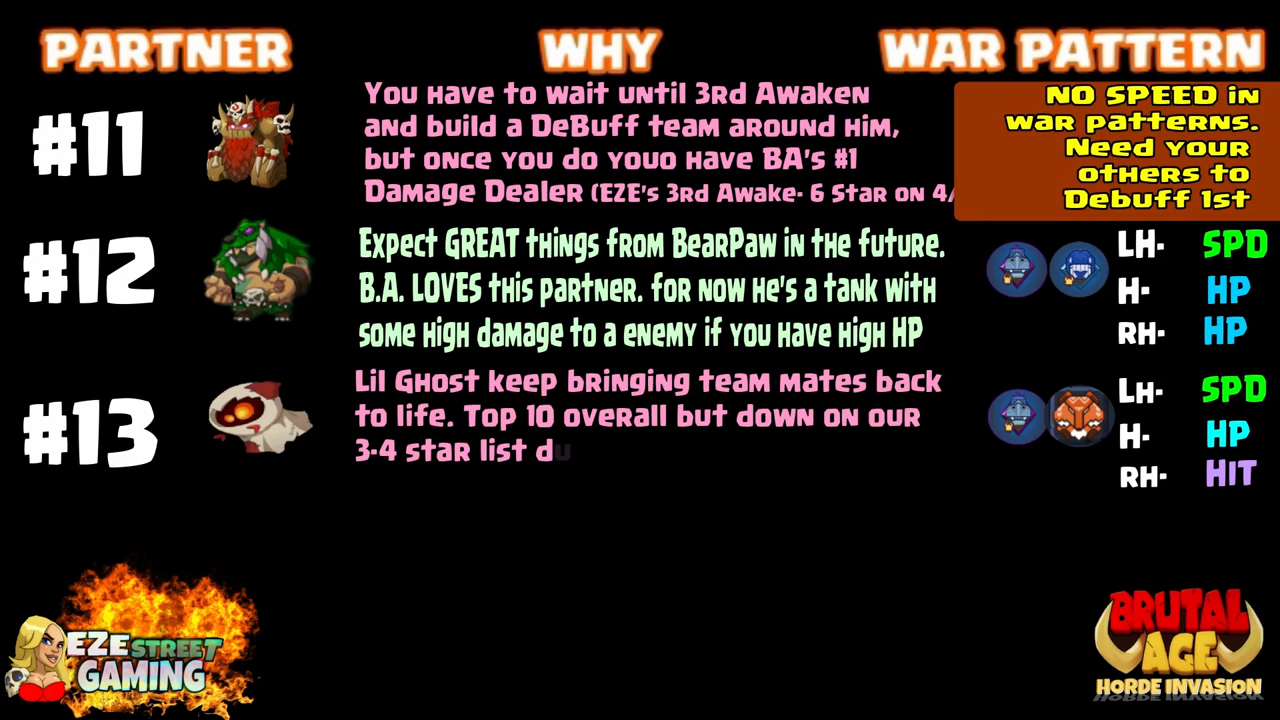 PARTNER
WHY
WAR PATTERN
#11
You have to wait until 3rd Awaken
and build a DeBuff team around him,
but once you do youo have BA's #1
Damage Dealer (EZE's 3rd Awake- 6 Star on 4/
NO SPEED in
war patterns.
Need your
others to
Debuff 1st
#12
Expect GREAT things from BearPaw in the future.
B.A. LOVES this partner. for now he's a tank with
some high damage to a enemy if you have high HP
LH- SPD
H- HP
RH- HP
#13
Lil Ghost keep bringing team mates back
to life. Top 10 overall but down on our
3-4 star list du
LH- SPD
H- HP
RH- HIT
EZE STREET
GAMING
BRUTAL
AGE
HORDE INVASION